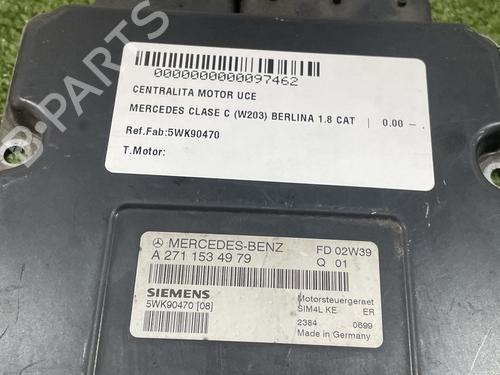 0000000000097462
CENTRALITA MOTOR UCE
MERCEDES CLASE C (W203) BERLINA 1.8 CAT | 0.00 –
Ref.Fab:5WK90470
T.Motor:
B-PARTS
MERCEDES-BENZ
A 271 153 49 79
FD 02W39
Q 01
SIEMENS
5WK90470 [08]
Motorsteuergeraet
SIM4L KE ER
2384 0699
Made in Germany